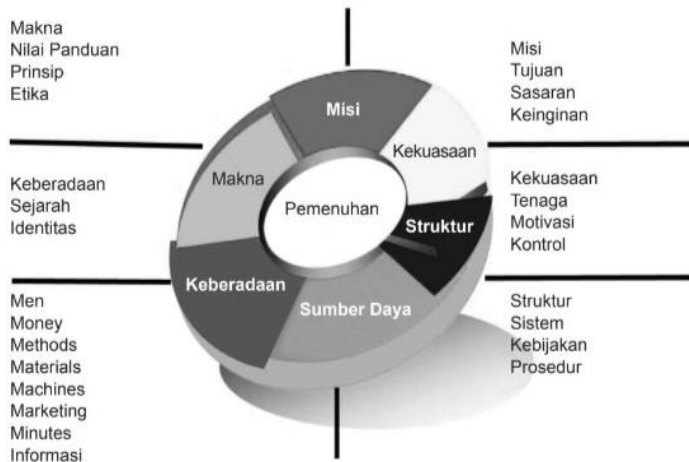 Makna
Nilai Panduan
Prinsip
Etika
Misi
Tujuan
Sasaran
Keinginan
Misi
Kekuasaan
Makna
Pemenuhan
Struktur
Keberadaan
Sumber Daya
Keberadaan
Sejarah
Identitas
Kekuasaan
Tenaga
Motivasi
Kontrol
Men
Money
Methods
Materials
Machines
Marketing
Minutes
Informasi
Struktur
Sistem
Kebijakan
Prosedur